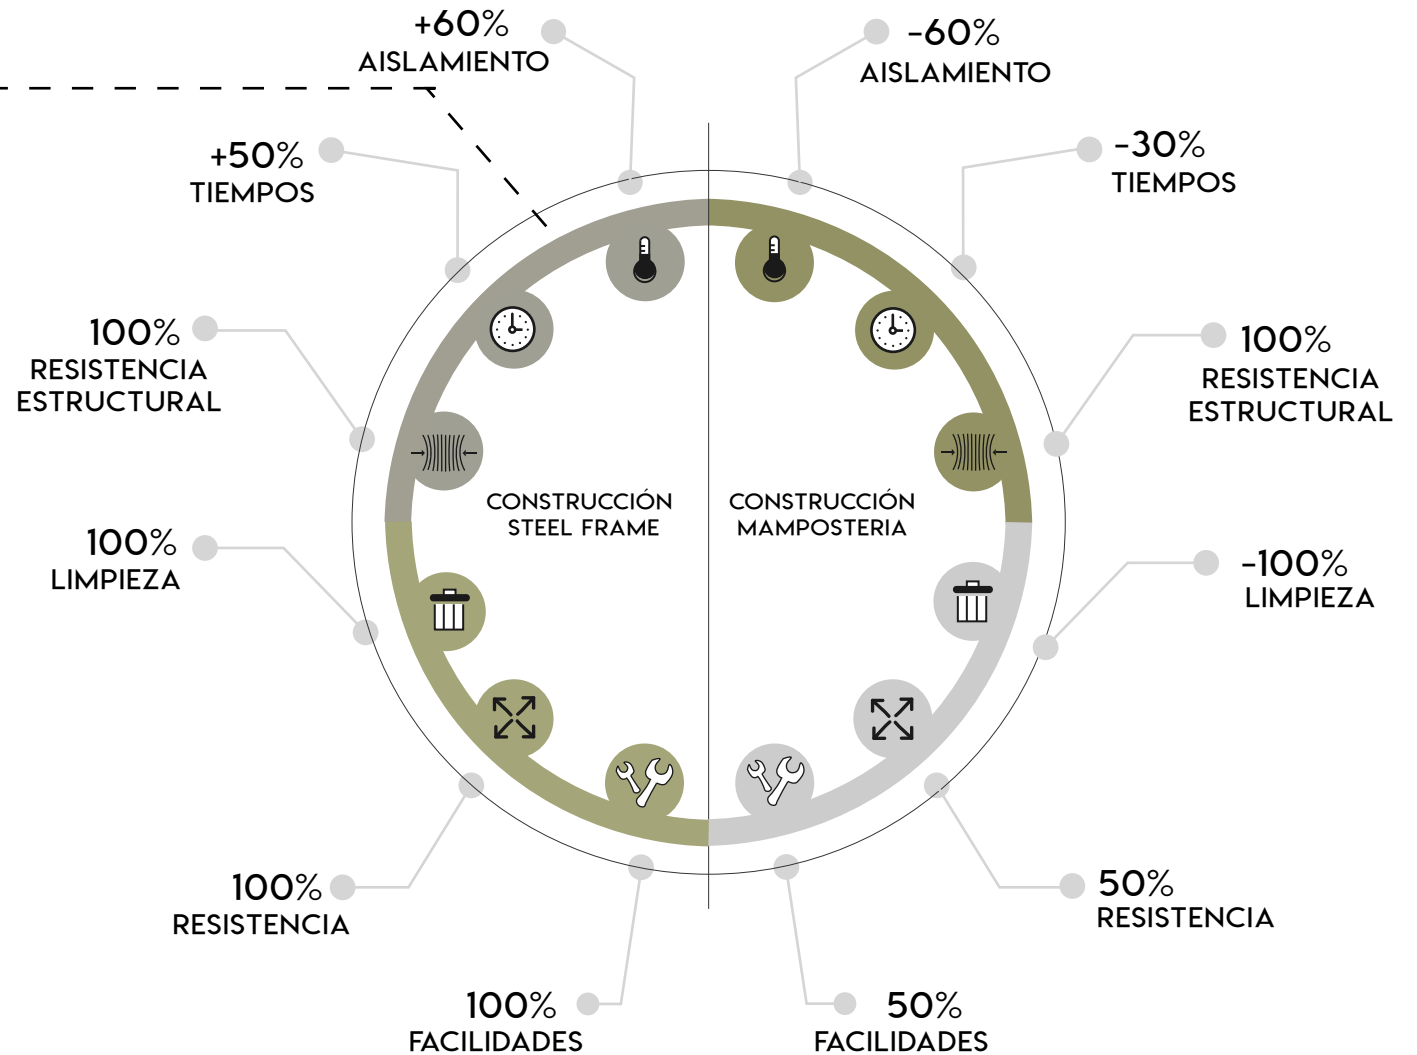 +60%
AISLAMIENTO
-60%
AISLAMIENTO
+50%
TIEMPOS
-30%
TIEMPOS
100%
RESISTENCIA
ESTRUCTURAL
100%
RESISTENCIA
ESTRUCTURAL
CONSTRUCCIÓN
STEEL FRAME
CONSTRUCCIÓN
MAMPOSTERIA
100%
LIMPIEZA
-100%
LIMPIEZA
100%
RESISTENCIA
50%
RESISTENCIA
100%
FACILIDADES
50%
FACILIDADES